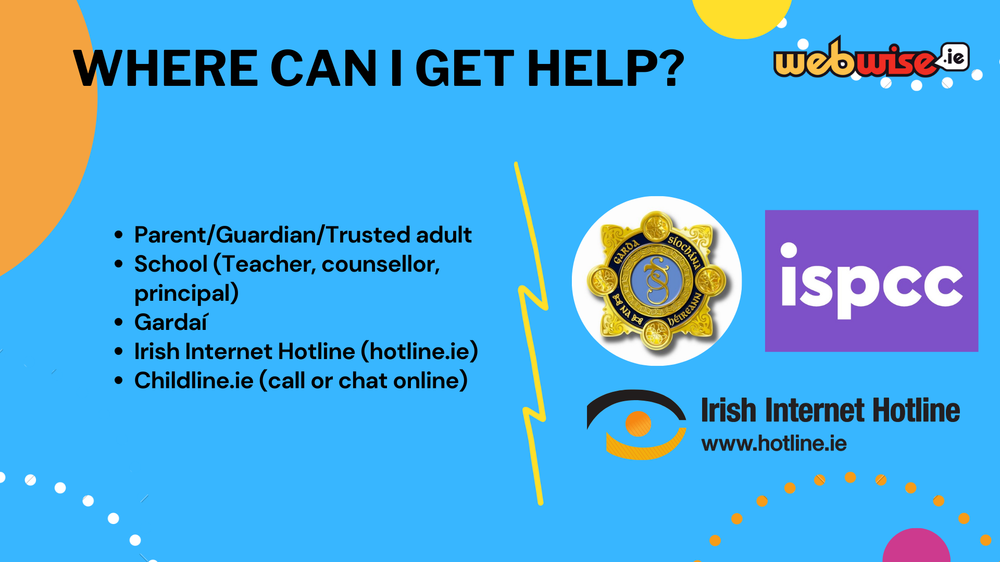 WHERE CAN I GET HELP?
webwise.ie
• Parent/Guardian/Trusted adult
• School (Teacher, counsellor,
principal)
• Gardaí
• Irish Internet Hotline (hotline.ie)
• Childline.ie (call or chat online)
GARDA SÍOCHÁNA
NA HÉIREANN
ispcc
Irish Internet Hotline
www.hotline.ie